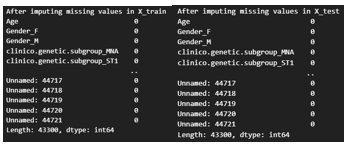 After imputing missing values in X_train
Age 0
Gender_F 0
Gender_M 0
clinico.genetic.subgroup_MNA 0
clinico.genetic.subgroup_ST1 0
..
Unnamed: 44717 0
Unnamed: 44718 0
Unnamed: 44719 0
Unnamed: 44720 0
Unnamed: 44721 0
Length: 43300, dtype: int64
After imputing missing values in X_test
Age 0
Gender_F 0
Gender_M 0
clinico.genetic.subgroup_MNA 0
clinico.genetic.subgroup_ST1 0
..
Unnamed: 44717 0
Unnamed: 44718 0
Unnamed: 44719 0
Unnamed: 44720 0
Unnamed: 44721 0
Length: 43300, dtype: int64